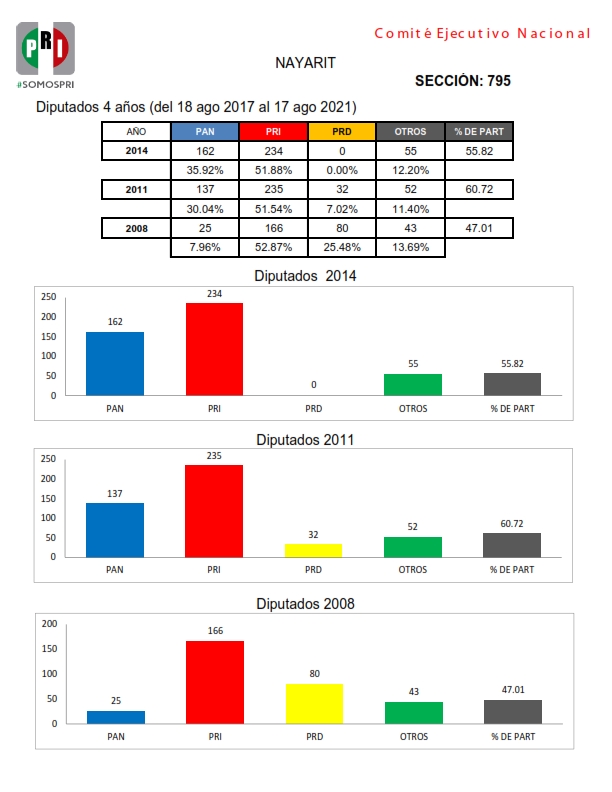 Comité Ejecutivo Nacional
PRI
#SOMOSPRI
NAYARIT
SECCIÓN: 795
Diputados 4 años (del 18 ago 2017 al 17 ago 2021)
AÑO PAN PRI PRD OTROS % DE PART
2014 162 234 0 55 55.82
35.92% 51.88% 0.00% 12.20%
2011 137 235 32 52 60.72
30.04% 51.54% 7.02% 11.40%
2008 25 166 80 43 47.01
7.96% 52.87% 25.48% 13.69%
Diputados 2014
250
200
150
100
50
0
162 234 0 55 55.82
PAN PRI PRD OTROS % DE PART
Diputados 2011
250
200
150
100
50
0
137 235 32 52 60.72
PAN PRI PRD OTROS % DE PART
Diputados 2008
200
150
100
50
0
25 166 80 43 47.01
PAN PRI PRD OTROS % DE PART